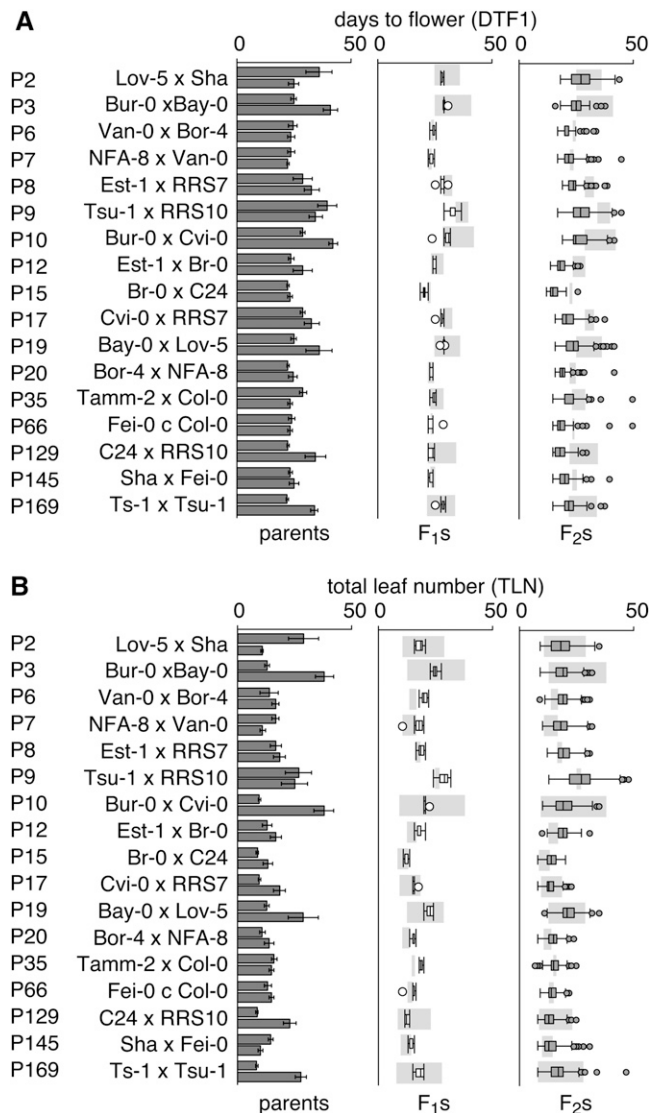 A
days to flower (DTF1)
0 50 0 50 0 50
P2 Lov-5 x Sha
P3 Bur-0 xBay-0
P6 Van-0 x Bor-4
P7 NFA-8 x Van-0
P8 Est-1 x RRS7
P9 Tsu-1 x RRS10
P10 Bur-0 x Cvi-0
P12 Est-1 x Br-0
P15 Br-0 x C24
P17 Cvi-0 x RRS7
P19 Bay-0 x Lov-5
P20 Bor-4 x NFA-8
P35 Tamm-2 x Col-0
P66 Fei-0 c Col-0
P129 C24 x RRS10
P145 Sha x Fei-0
P169 Ts-1 x Tsu-1
parents F1s F2s
B
total leaf number (TLN)
0 50 0 50 0 50
P2 Lov-5 x Sha
P3 Bur-0 xBay-0
P6 Van-0 x Bor-4
P7 NFA-8 x Van-0
P8 Est-1 x RRS7
P9 Tsu-1 x RRS10
P10 Bur-0 x Cvi-0
P12 Est-1 x Br-0
P15 Br-0 x C24
P17 Cvi-0 x RRS7
P19 Bay-0 x Lov-5
P20 Bor-4 x NFA-8
P35 Tamm-2 x Col-0
P66 Fei-0 c Col-0
P129 C24 x RRS10
P145 Sha x Fei-0
P169 Ts-1 x Tsu-1
parents F1s F2s